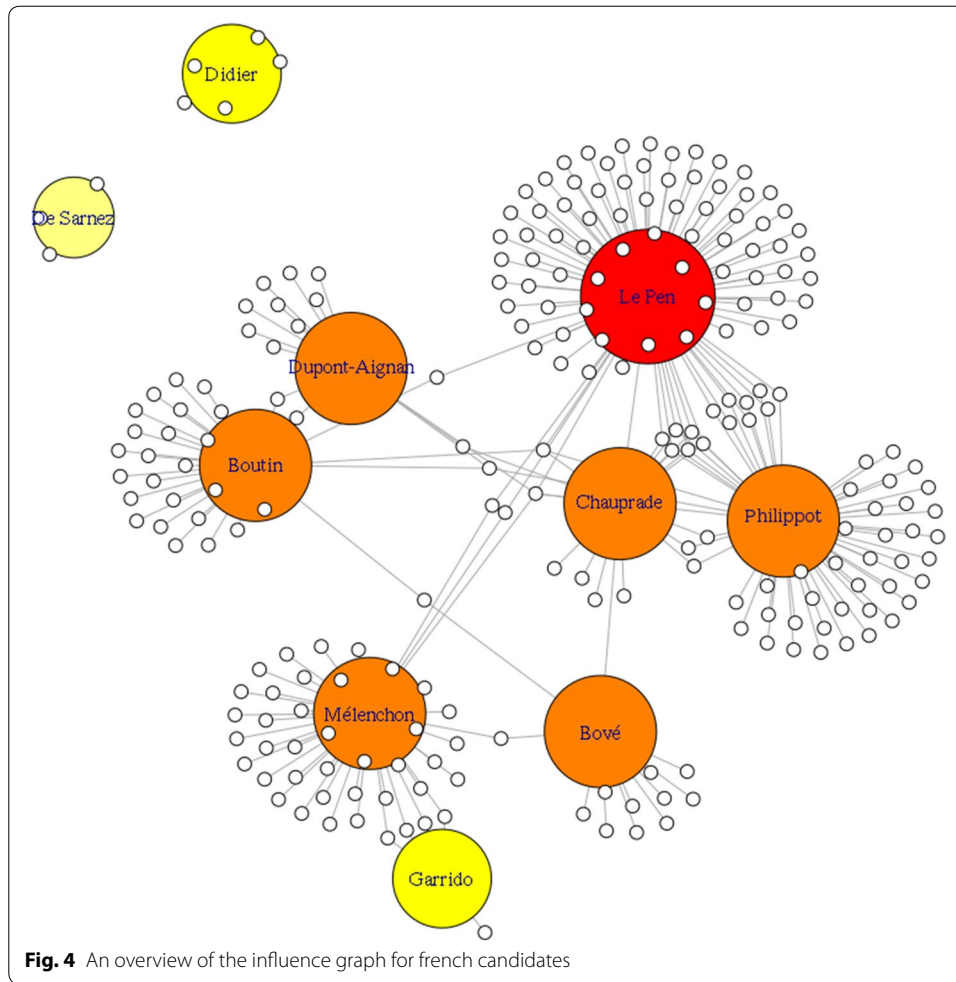 Didier
De Sarnez
Le Pen
Dupont-Aignan
Boutin
Chauprade
Philippot
Mélenchon
Bové
Garrido
Fig. 4 An overview of the influence graph for french candidates